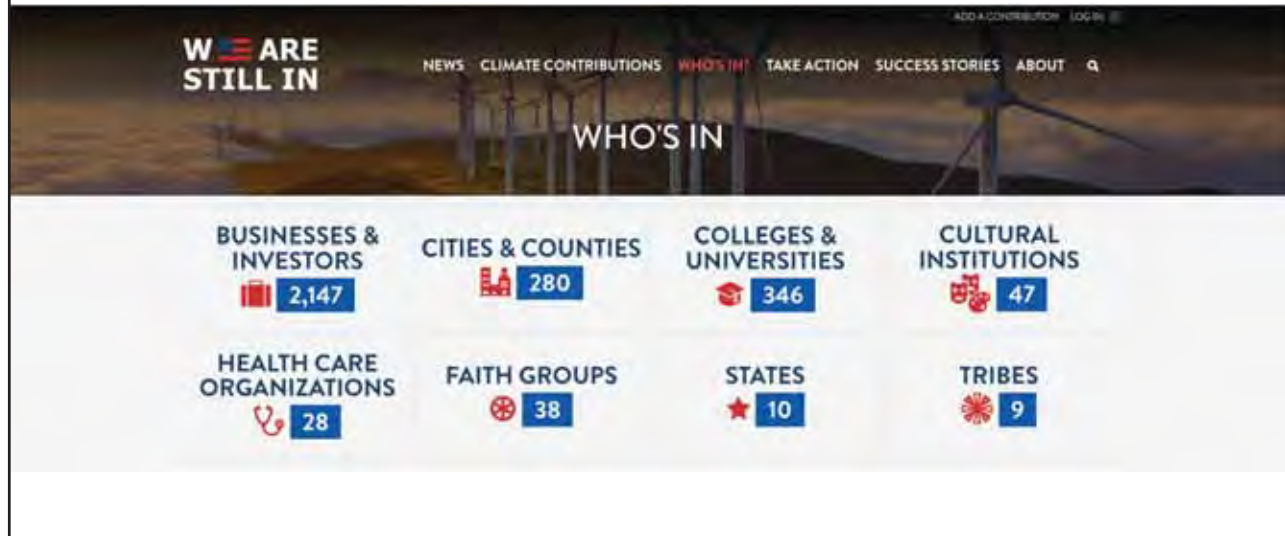 ADD A CONTRIBUTION LOG IN
WE ARE
STILL IN
NEWS CLIMATE CONTRIBUTIONS WHO'S IN? TAKE ACTION SUCCESS STORIES ABOUT
WHO'S IN
BUSINESSES &
INVESTORS
2,147
CITIES & COUNTIES
280
COLLEGES &
UNIVERSITIES
346
CULTURAL
INSTITUTIONS
47
HEALTH CARE
ORGANIZATIONS
28
FAITH GROUPS
38
STATES
10
TRIBES
9